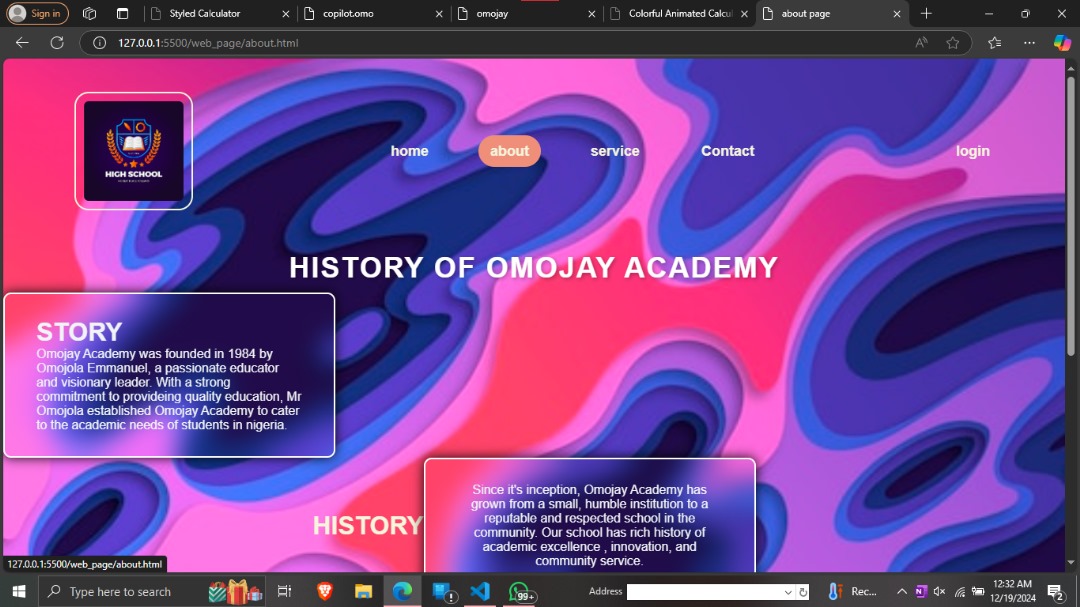 Sign in
Styled Calculator
copilot.omo
omojay
Colorful Animated Calcul
about page
127.0.0.1:5500/web_page/about.html
HIGH SCHOOL
home
about
service
Contact
login
HISTORY OF OMOJAY ACADEMY
STORY
Omojay Academy was founded in 1984 by
Omojola Emmanuel, a passionate educator
and visionary leader. With a strong
commitment to provideing quality education, Mr
Omojola established Omojay Academy to cater
to the academic needs of students in nigeria.
HISTORY
Since it's inception, Omojay Academy has
grown from a small, humble institution to a
reputable and respected school in the
community. Our school has rich history of
academic excellence , innovation, and
community service.
127.0.0.1:5500/web_page/about.html
Type here to search
99+
Address
Rec...
12:32 AM
12/19/2024
2